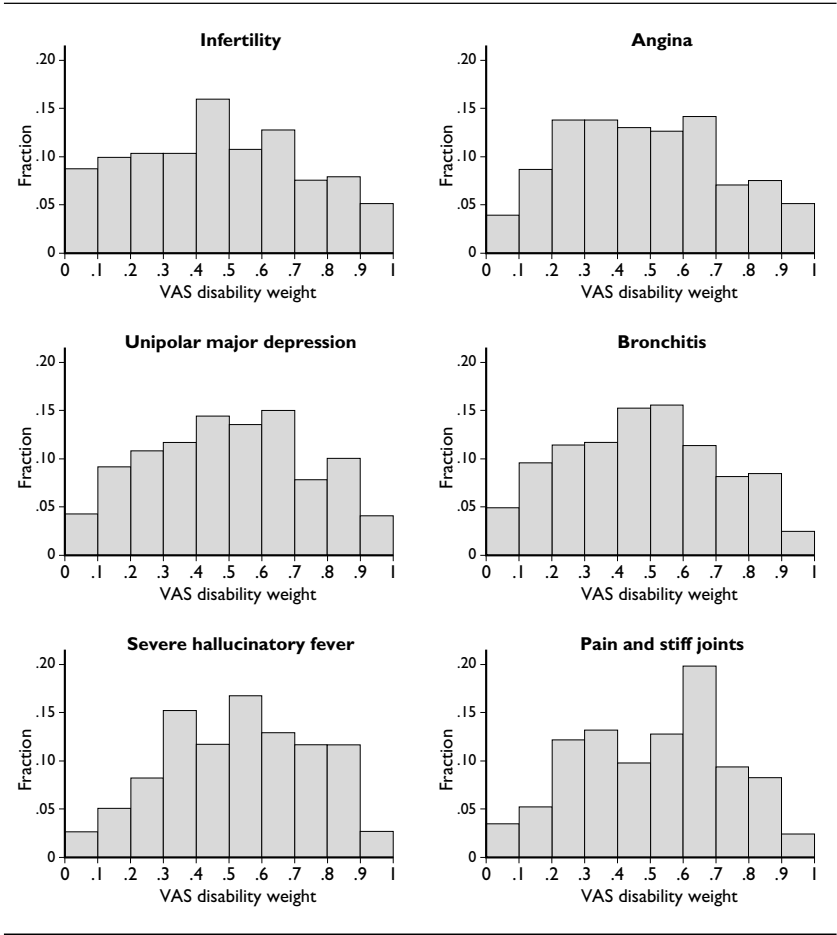 Infertility
.20
.15
.10
.05
0
Fraction
0 .1 .2 .3 .4 .5 .6 .7 .8 .9 1
VAS disability weight
Angina
.20
.15
.10
.05
0
Fraction
0 .1 .2 .3 .4 .5 .6 .7 .8 .9 1
VAS disability weight
Unipolar major depression
.20
.15
.10
.05
0
Fraction
0 .1 .2 .3 .4 .5 .6 .7 .8 .9 1
VAS disability weight
Bronchitis
.20
.15
.10
.05
0
Fraction
0 .1 .2 .3 .4 .5 .6 .7 .8 .9 1
VAS disability weight
Severe hallucinatory fever
.20
.15
.10
.05
0
Fraction
0 .1 .2 .3 .4 .5 .6 .7 .8 .9 1
VAS disability weight
Pain and stiff joints
.20
.15
.10
.05
0
Fraction
0 .1 .2 .3 .4 .5 .6 .7 .8 .9 1
VAS disability weight